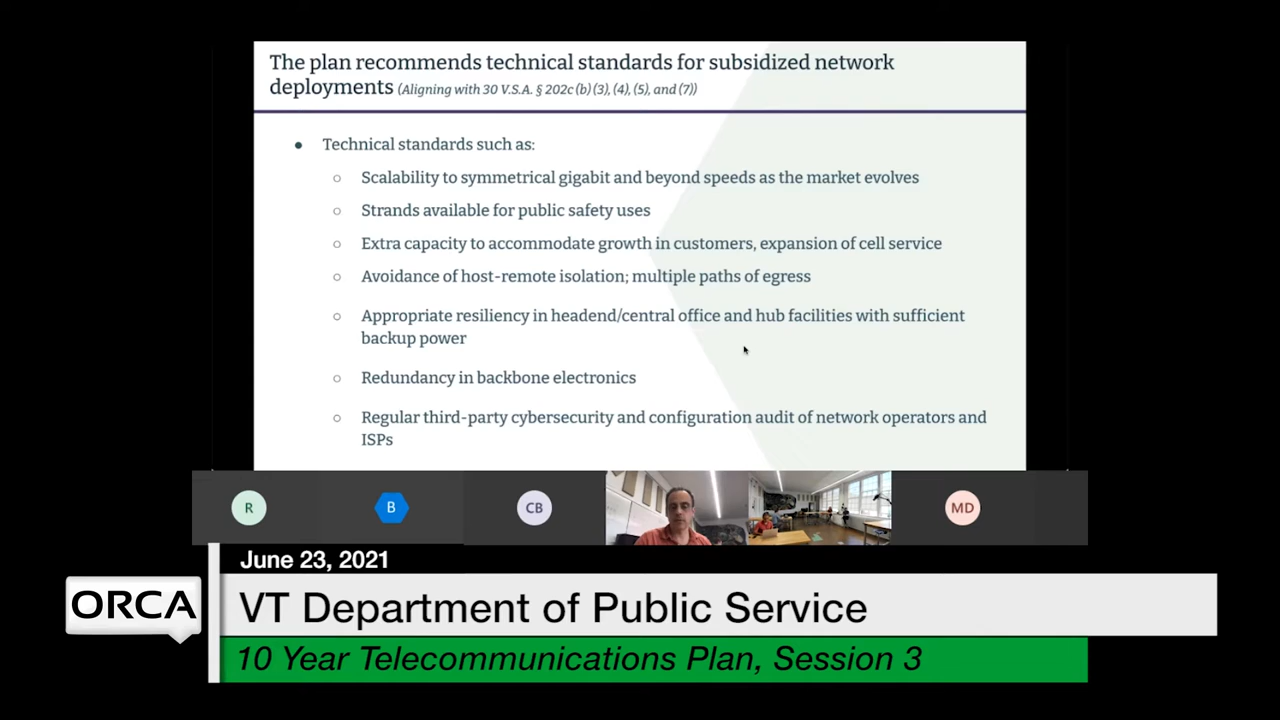 The plan recommends technical standards for subsidized network
deployments (Aligning with 30 V.S.A. § 202c (b) (3), (4), (5), and (7))
● Technical standards such as:
○ Scalability to symmetrical gigabit and beyond speeds as the market evolves
○ Strands available for public safety uses
○ Extra capacity to accommodate growth in customers, expansion of cell service
○ Avoidance of host-remote isolation; multiple paths of egress
○ Appropriate resiliency in headend/central office and hub facilities with sufficient
backup power
○ Redundancy in backbone electronics
○ Regular third-party cybersecurity and configuration audit of network operators and
ISPs
R B CB MD
June 23, 2021
ORCA VT Department of Public Service
10 Year Telecommunications Plan, Session 3